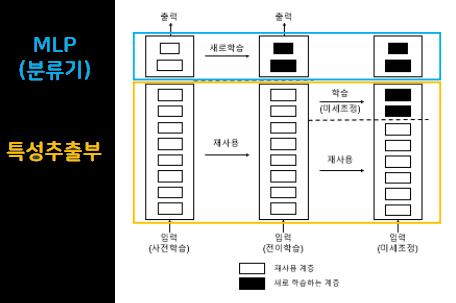 출력
출력
MLP
(분류기)
새로학습
특성추출부
학습
(미세조정)
재사용
재사용
입력
(사전학습)
입력
(전이학습)
입력
(미세조정)
재사용 계층
새로 학습하는 계층